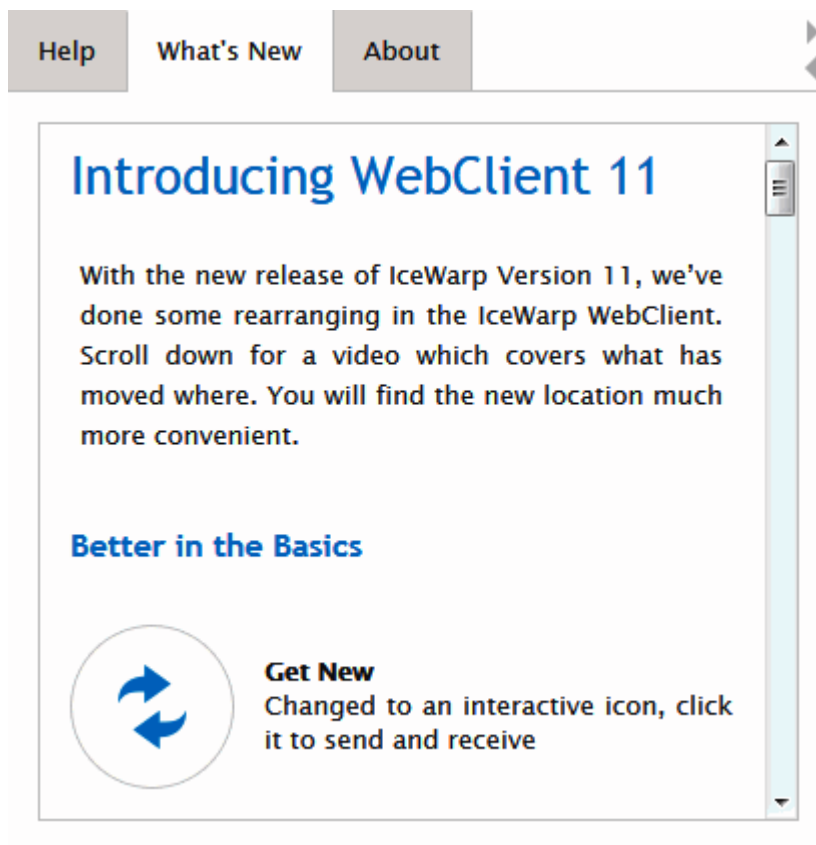 Help What's New About
Introducing WebClient 11
With the new release of IceWarp Version 11, we’ve
done some rearranging in the IceWarp WebClient.
Scroll down for a video which covers what has
moved where. You will find the new location much
more convenient.
Better in the Basics
Get New
Changed to an interactive icon, click
it to send and receive